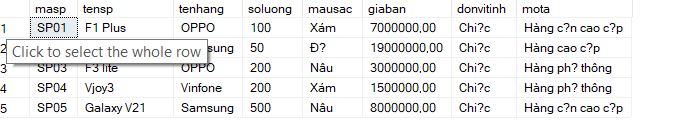 masp tensp tenhang soluong mausac giaban donvitinh mota
1 SP01 F1 Plus OPPO 100 Xám 7000000,00 Chi?c Hàng c?n cao c?p
2 sung 50 Đ? 19000000,00 Chi?c Hàng cao c?p
Click to select the whole row
3 SP03 F3 lite OPPO 200 Nâu 3000000,00 Chi?c Hàng ph? thông
4 SP04 Vjoy3 Vinfone 200 Xám 1500000,00 Chi?c Hàng ph? thông
5 SP05 Galaxy V21 Samsung 500 Nâu 8000000,00 Chi?c Hàng c?n cao c?p